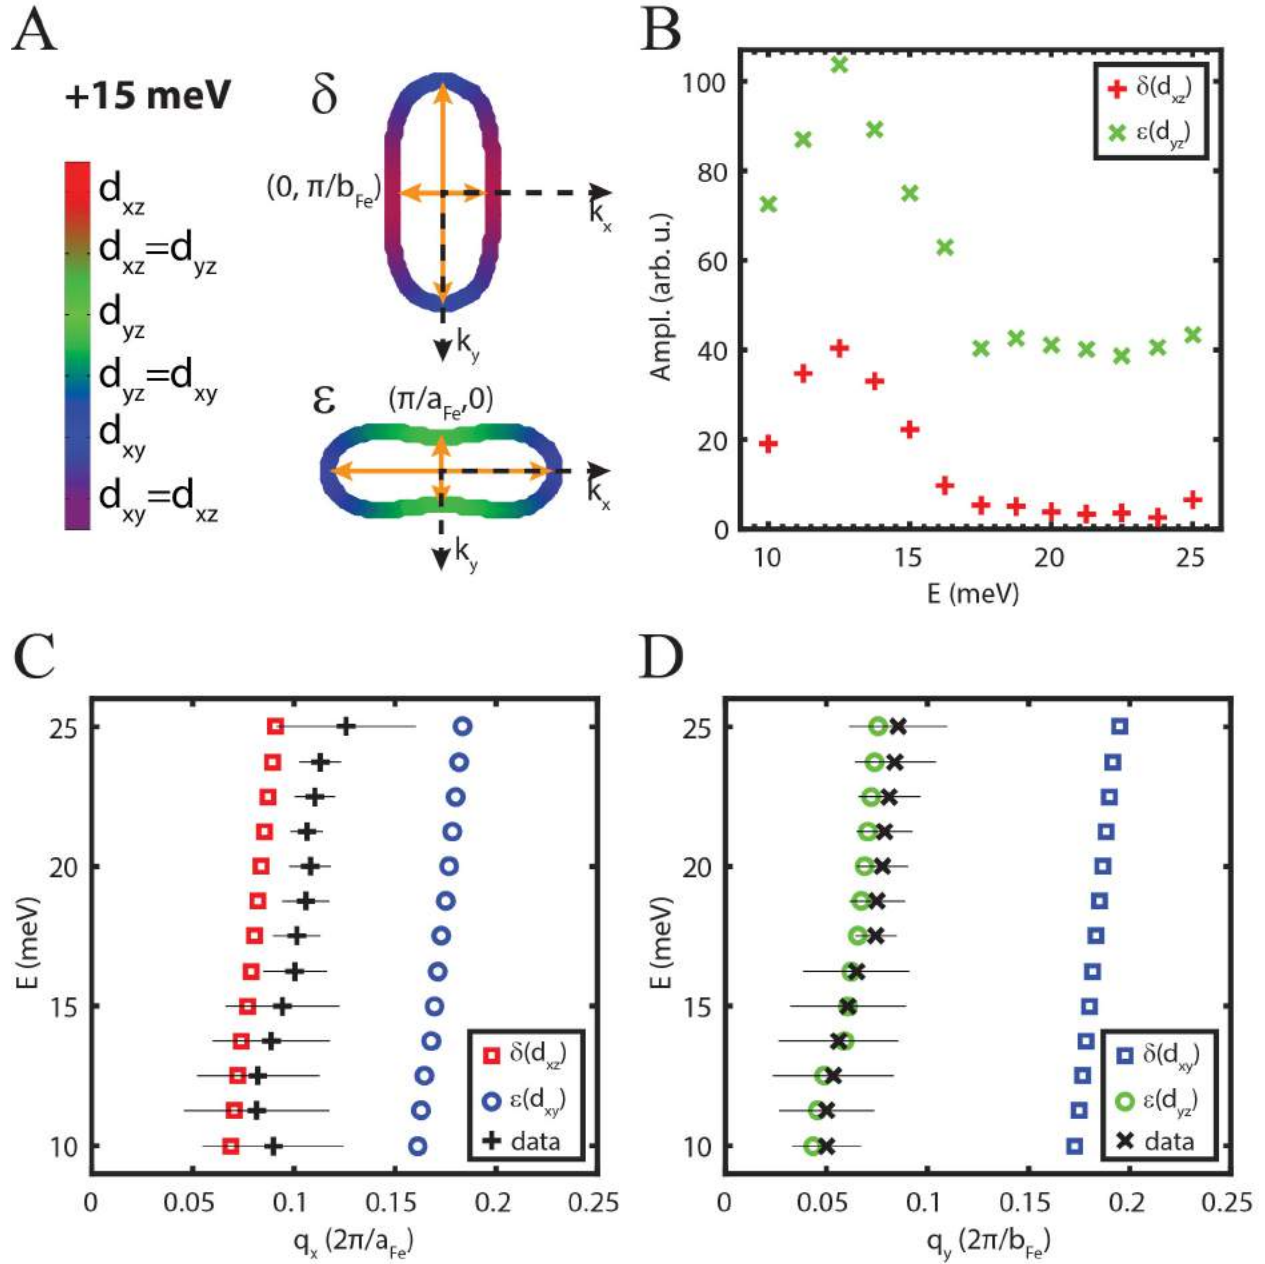 A
+15 meV
d_xz
d_xz=d_yz
d_yz
d_yz=d_xy
d_xy
d_xy=d_xz
δ
(0, π/b_Fe)
k_x
k_y
ε
(π/a_Fe,0)
k_x
k_y
B
Ampl. (arb. u.)
100
80
60
40
20
0
10 15 20 25
E (meV)
δ(d_xz)
ε(d_yz)
C
E (meV)
25
20
15
10
0 0.05 0.1 0.15 0.2 0.25
q_x (2π/a_Fe)
δ(d_xz)
ε(d_xy)
data
D
E (meV)
25
20
15
10
0 0.05 0.1 0.15 0.2 0.25
q_y (2π/b_Fe)
δ(d_xy)
ε(d_yz)
data